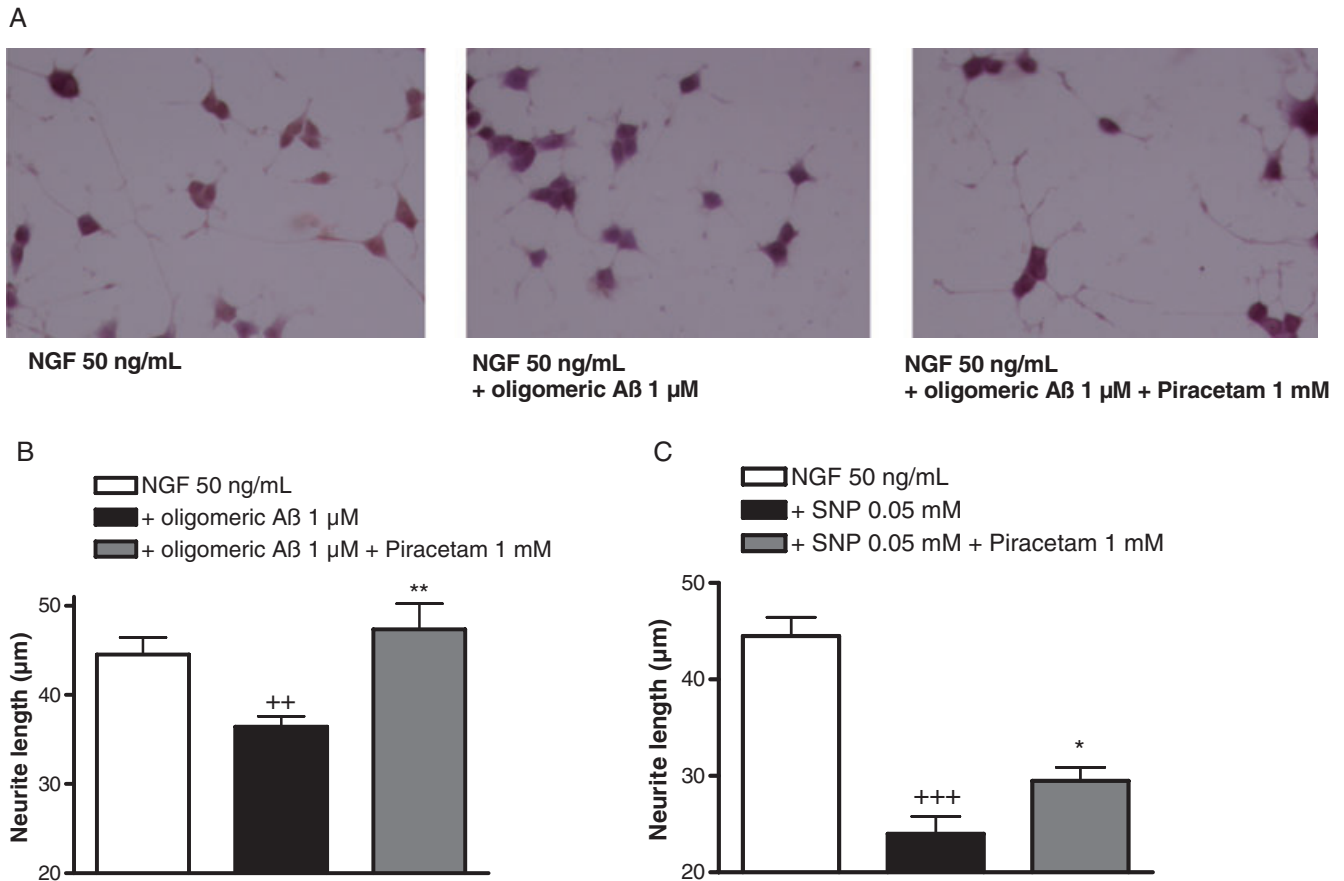 A
NGF 50 ng/mL
NGF 50 ng/mL
+ oligomeric Aß 1 µM
NGF 50 ng/mL
+ oligomeric Aß 1 µM + Piracetam 1 mM
B
NGF 50 ng/mL
+ oligomeric Aß 1 µM
+ oligomeric Aß 1 µM + Piracetam 1 mM
Neurite length (µm)
50
40
30
20
++
**
C
NGF 50 ng/mL
+ SNP 0.05 mM
+ SNP 0.05 mM + Piracetam 1 mM
Neurite length (µm)
50
40
30
20
+++
*